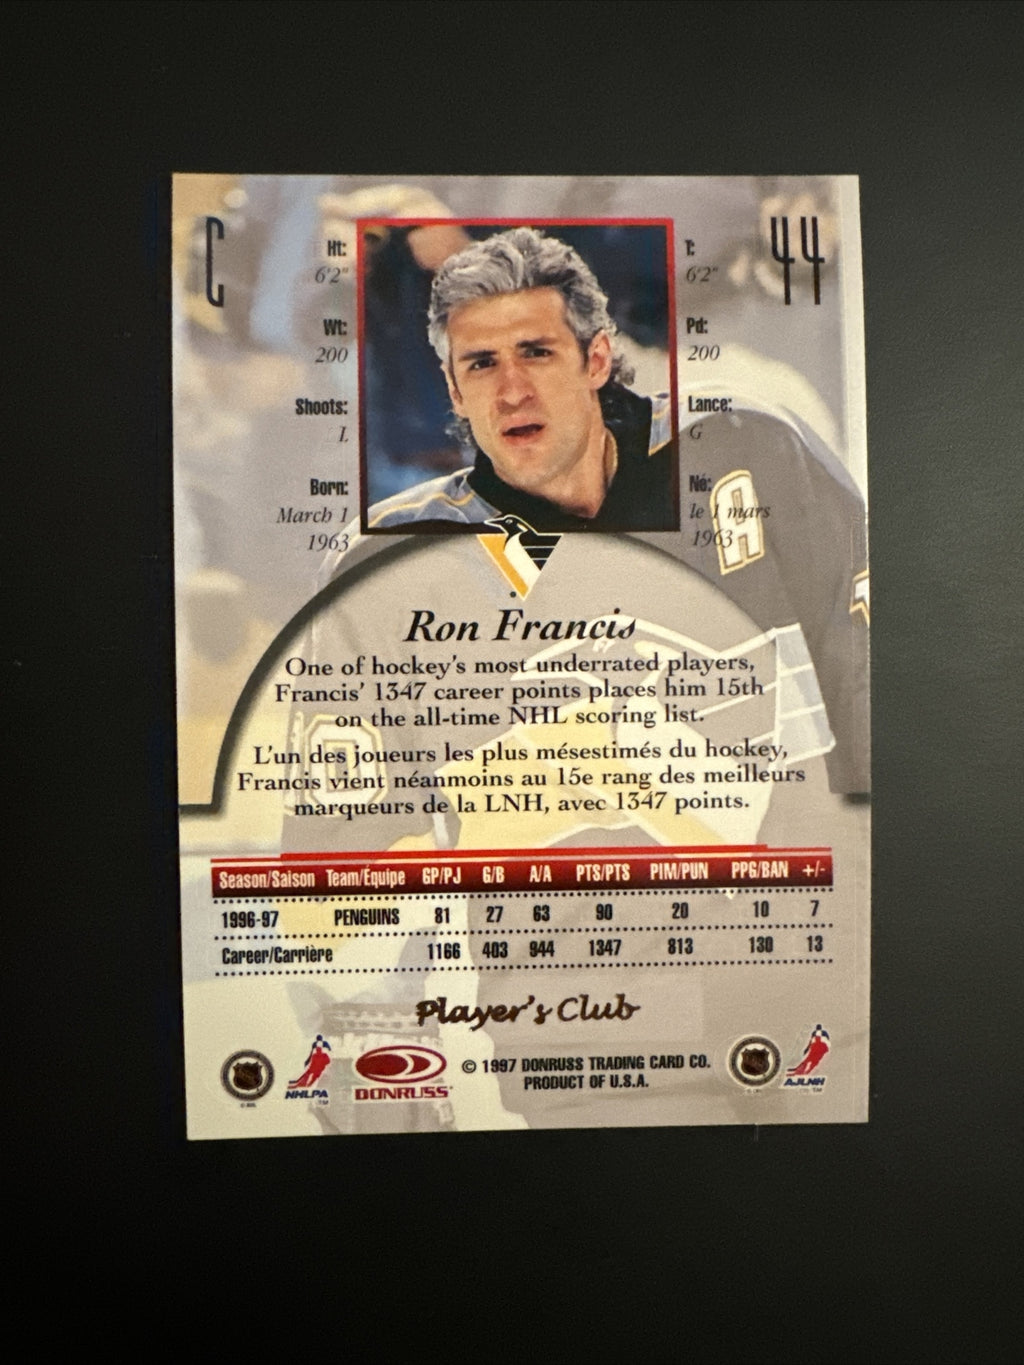 C
44
Ht:
6'2"
Wt:
200
Shoots:
L
Born:
March 1
1963
T:
6'2"
Pd:
200
Lance:
G
Né:
le 1 mars
1963
A
Ron Francis
One of hockey's most underrated players,
Francis' 1347 career points places him 15th
on the all-time NHL scoring list.
L'un des joueurs les plus mésestimés du hockey,
Francis vient néanmoins au 15e rang des meilleurs
marqueurs de la LNH, avec 1347 points.
Season/Saison Team/Équipe GP/PJ G/B A/A PTS/PTS PIM/PUN PPG/BAN +/-
1996-97 PENGUINS 81 27 63 90 20 10 7
Career/Carrière 1166 403 944 1347 813 130 13
Player's Club
NHLPA TM
DONRUSS
© 1997 DONRUSS TRADING CARD CO.
PRODUCT OF U.S.A.
AJLNH TM